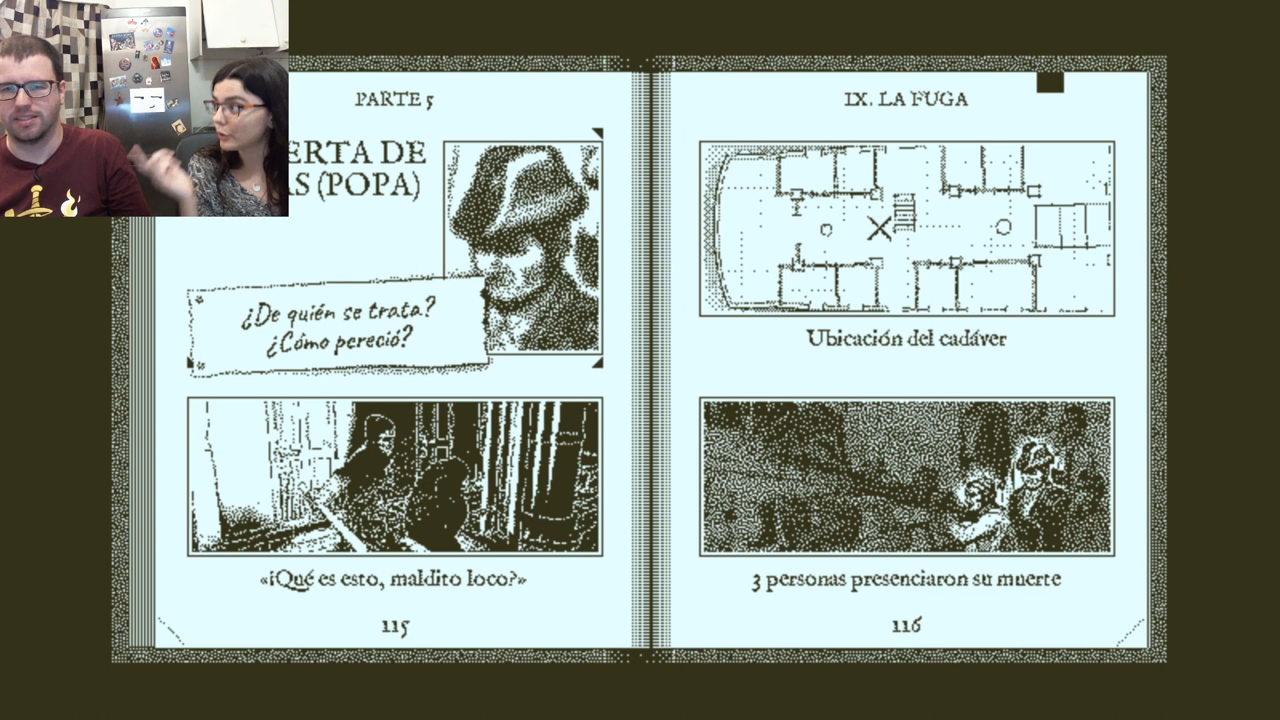 PARTE 5
ERTA DE
AS (POPA)
¿De quién se trata?
¿Cómo pereció?
«¡Qué es esto, maldito loco?»
115
IX. LA FUGA
Ubicación del cadáver
3 personas presenciaron su muerte
116